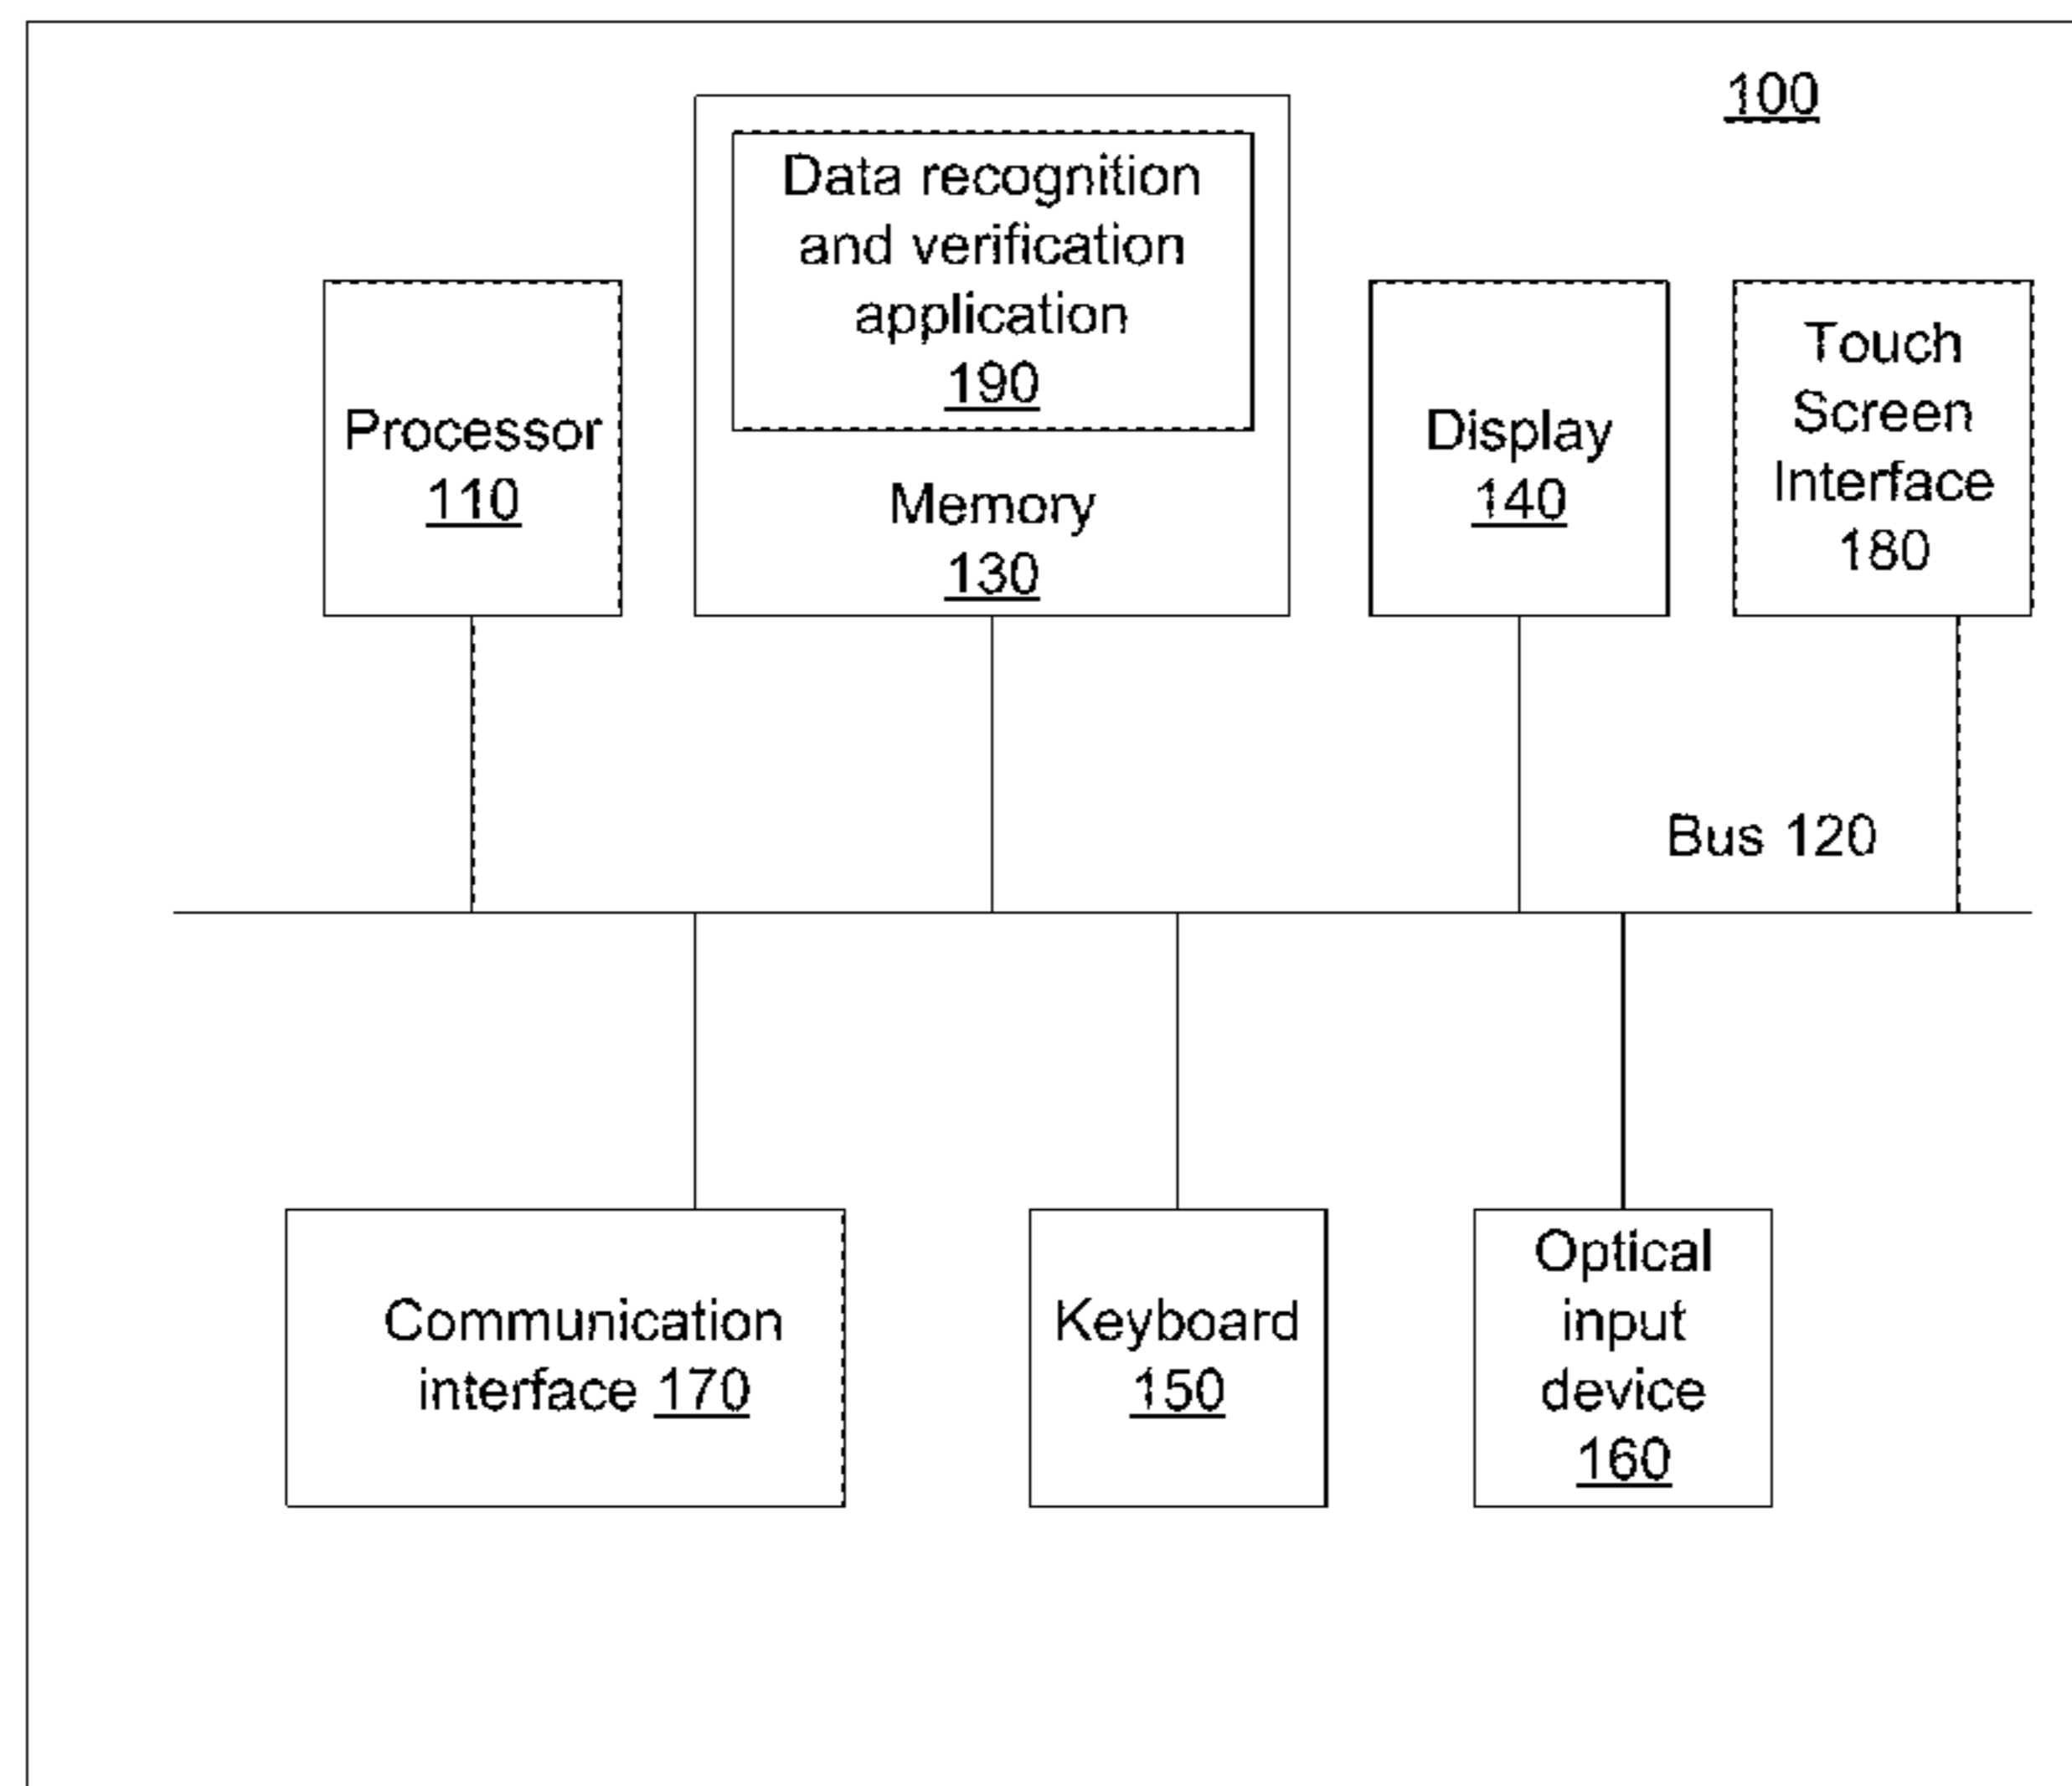 100
Data recognition
and verification
application
190
Memory
130
Processor
110
Display
140
Touch
Screen
Interface
180
Bus 120
Communication
interface 170
Keyboard
150
Optical
input
device
160